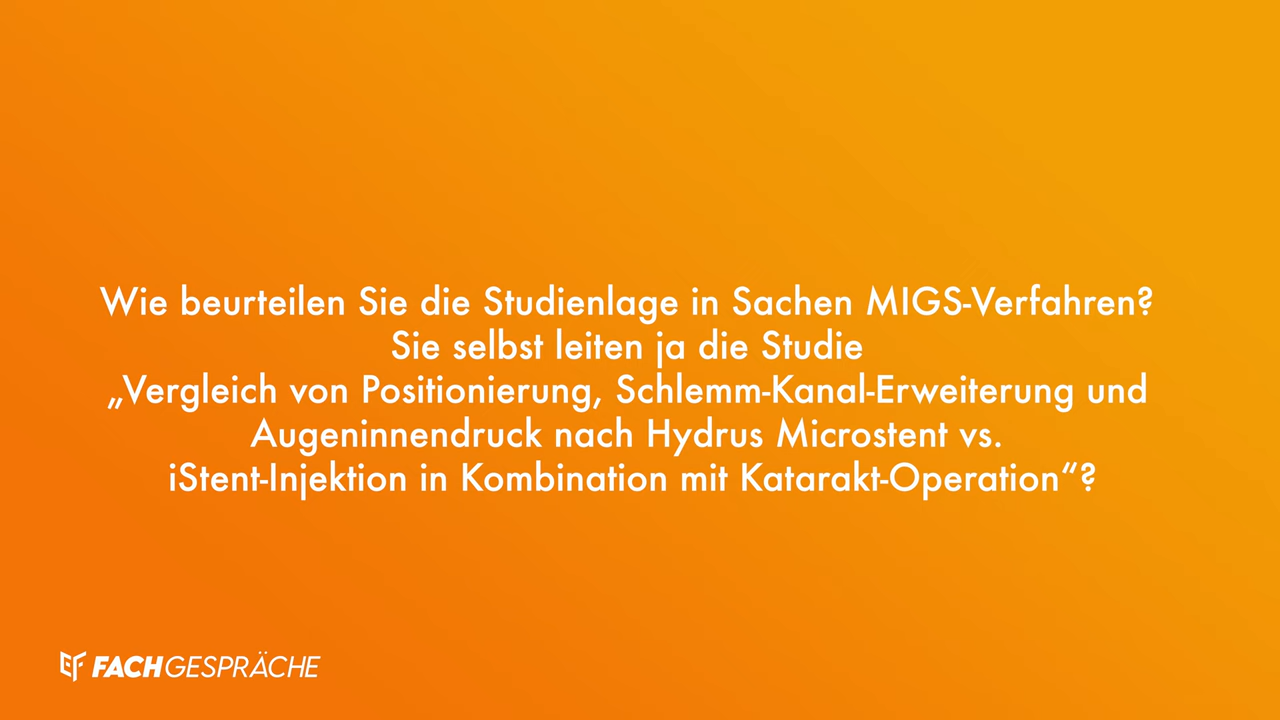 Wie beurteilen Sie die Studienlage in Sachen MIGS-Verfahren?
Sie selbst leiten ja die Studie
„Vergleich von Positionierung, Schlemm-Kanal-Erweiterung und
Augeninnendruck nach Hydrus Microstent vs.
iStent-Injektion in Kombination mit Katarakt-Operation“?
EF FACHGESPRÄCHE